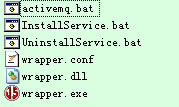 activemq.bat
InstallService.bat
UninstallService.bat
wrapper.conf
wrapper.dll
wrapper.exe